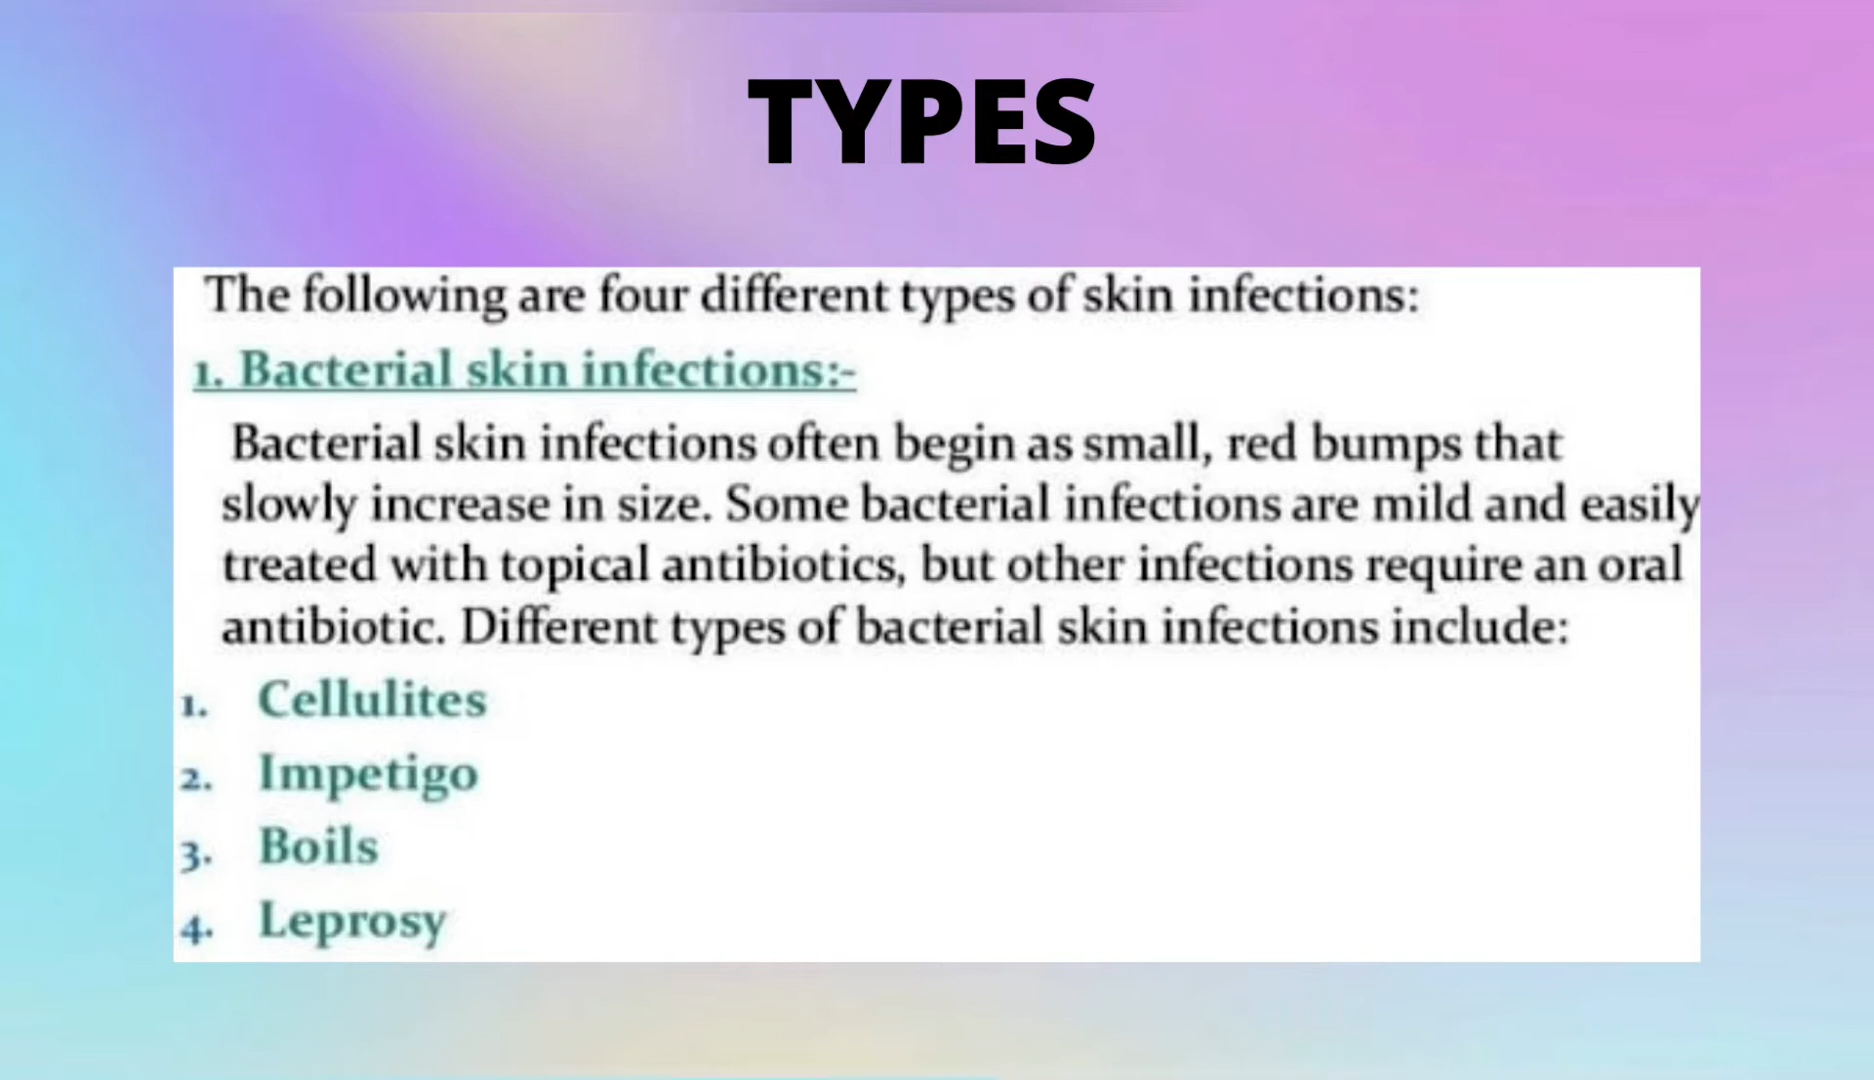 TYPES
The following are four different types of skin infections:
1. Bacterial skin infections:-
Bacterial skin infections often begin as small, red bumps that
slowly increase in size. Some bacterial infections are mild and easily
treated with topical antibiotics, but other infections require an oral
antibiotic. Different types of bacterial skin infections include:
1. Cellulites
2. Impetigo
3. Boils
4. Leprosy